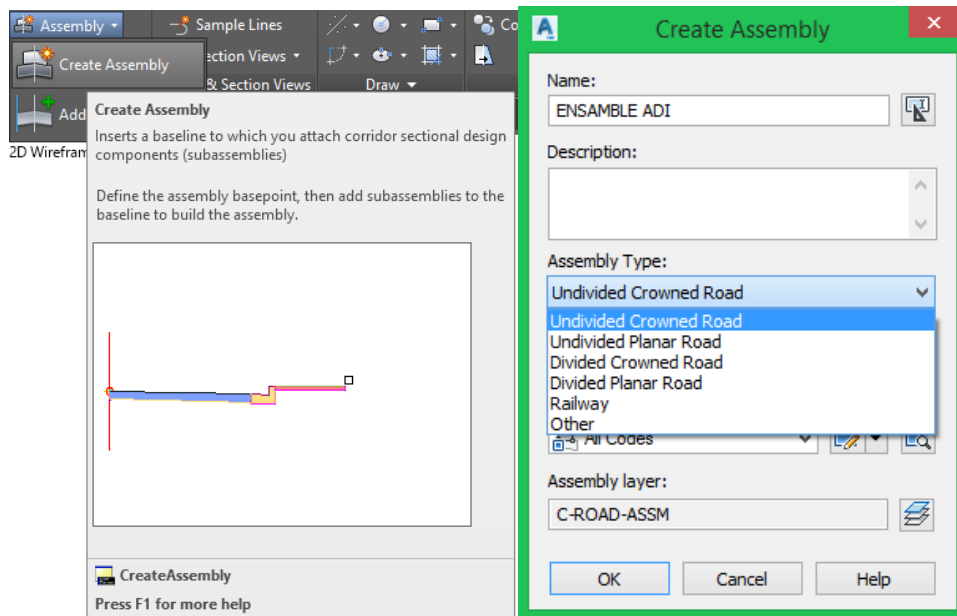 Assembly
Sample Lines
Create Assembly
ection Views
& Section Views
Draw
Co
Add
2D Wirefram
Create Assembly
Inserts a baseline to which you attach corridor sectional design
components (subassemblies)
Define the assembly basepoint, then add subassemblies to the
baseline to build the assembly.
CreateAssembly
Press F1 for more help
Create Assembly
Name:
ENSAMBLE ADI
Description:
Assembly Type:
Undivided Crowned Road
Undivided Crowned Road
Undivided Planar Road
Divided Crowned Road
Divided Planar Road
Railway
Other
All Codes
Assembly layer:
C-ROAD-ASSM
OK
Cancel
Help